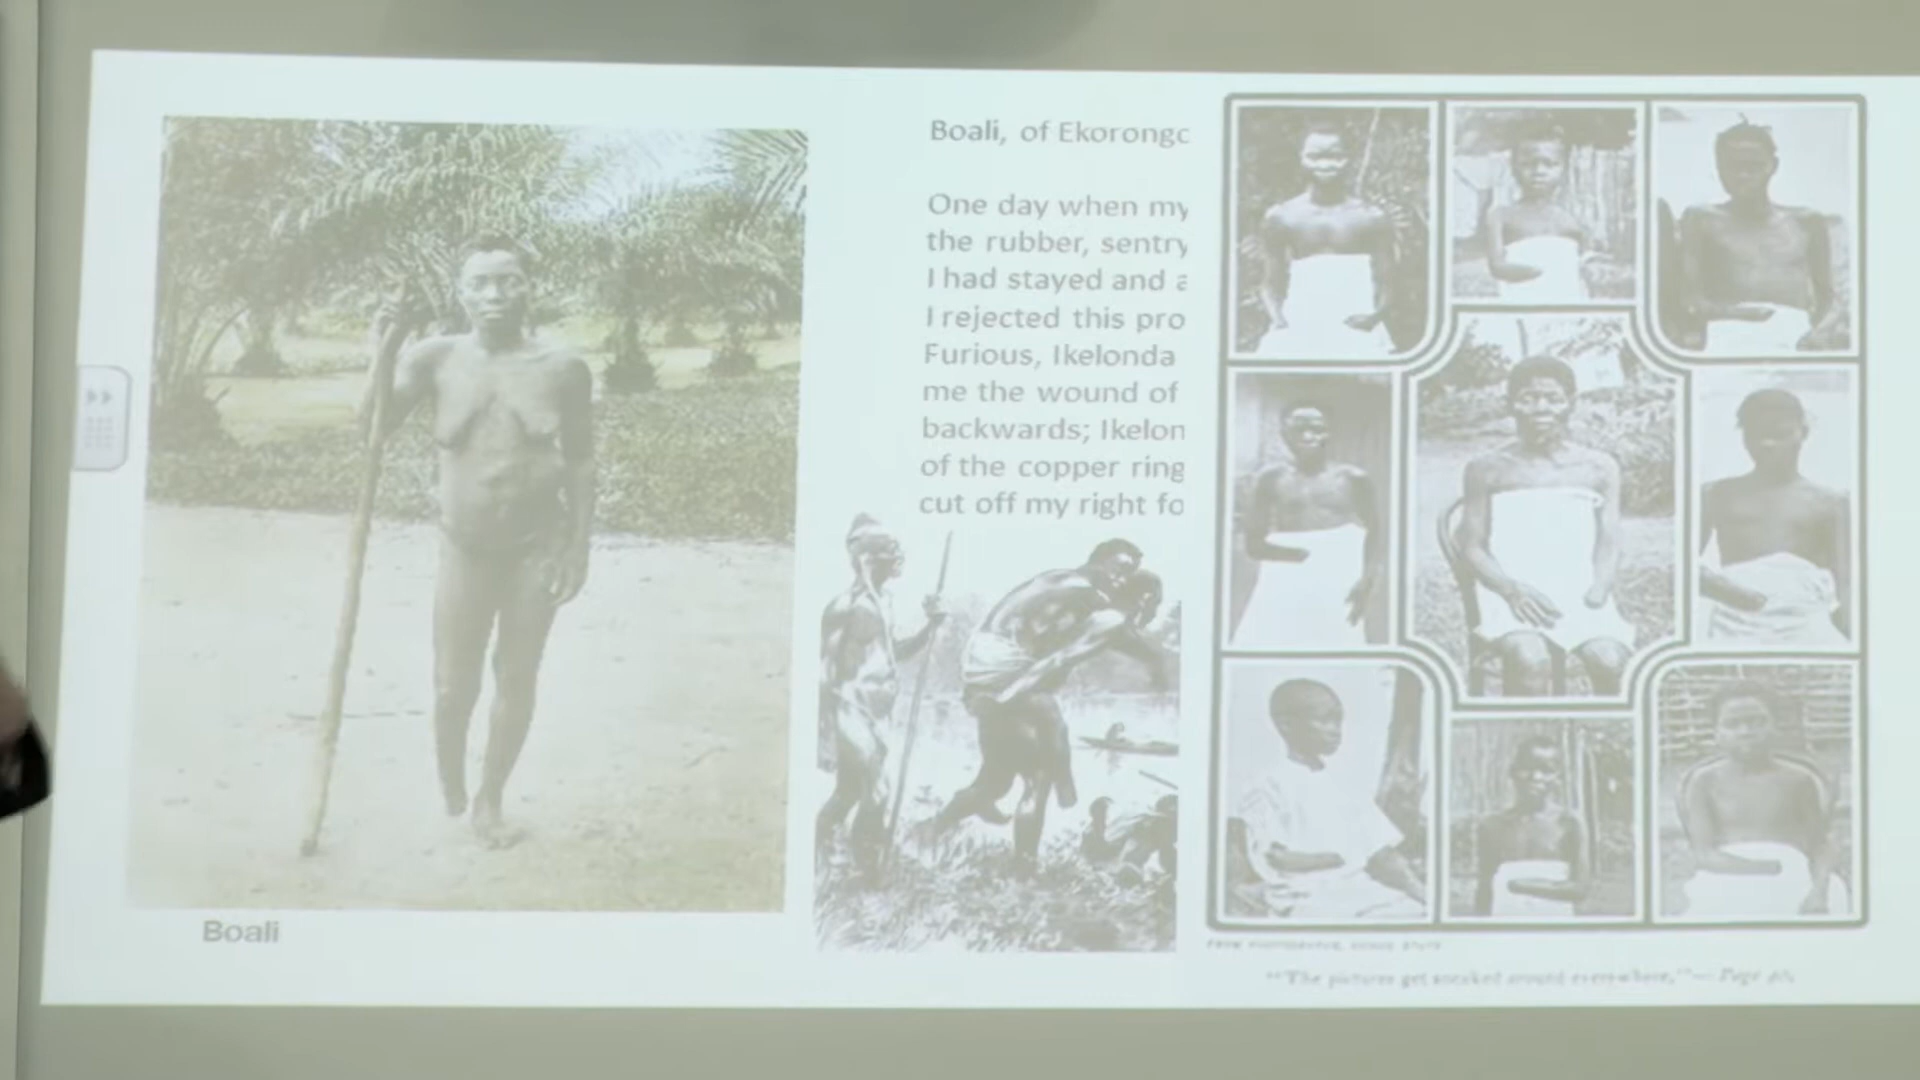 Boali, of Ekorongo
One day when my
the rubber, sentry
I had stayed and a
I rejected this pro
Furious, Ikelonda
me the wound of
backwards; Ikelon
of the copper ring
cut off my right fo
Boali
"The pictures get sneaked around everywhere."— Page